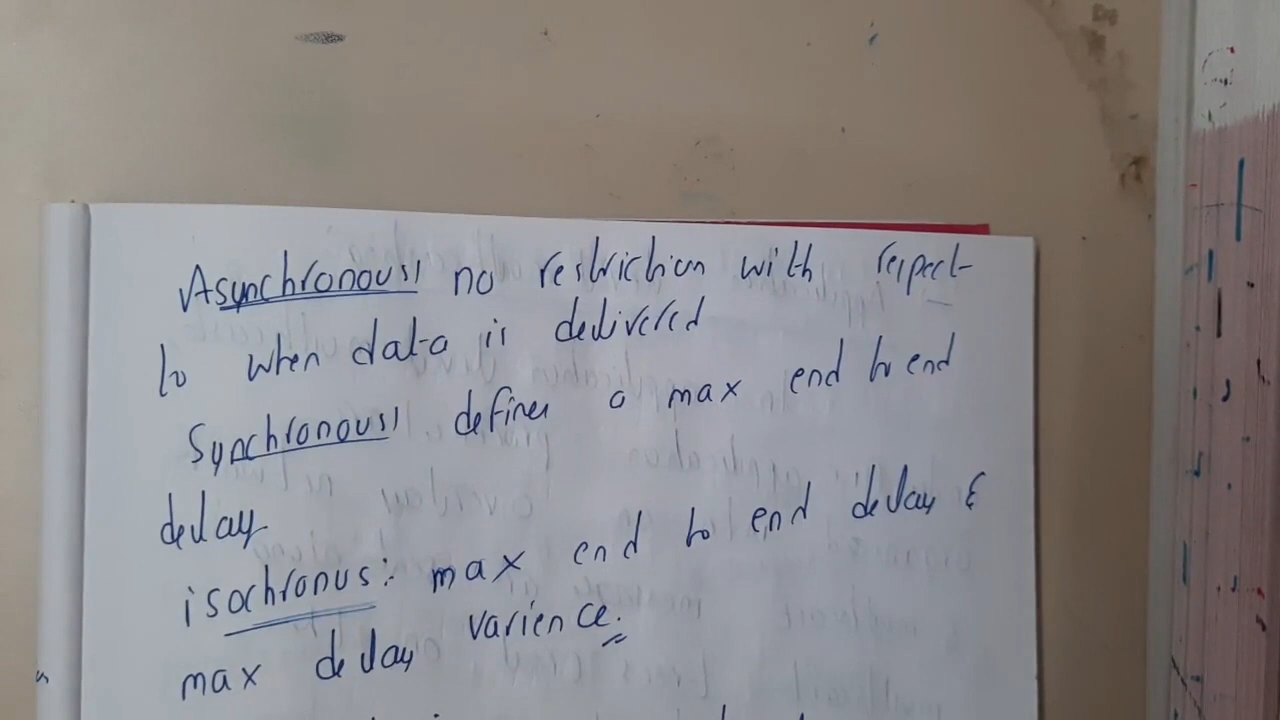 Asynchronous: no restriction with respect
to when data is delivered
Synchronous: defines a max end to end
delay
isochronus: max end to end delay &
max delay varience.